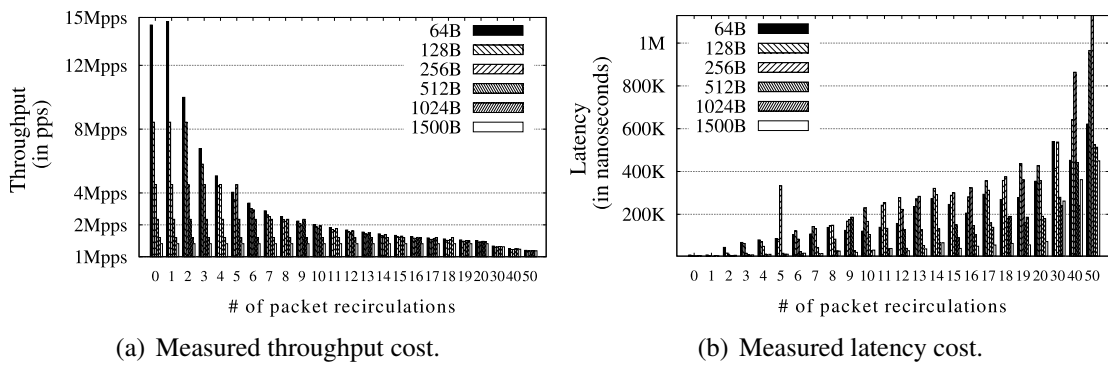 15Mpps
12Mpps
8Mpps
4Mpps
2Mpps
1Mpps
Throughput
(in pps)
64B
128B
256B
512B
1024B
1500B
0 1 2 3 4 5 6 7 8 9 10 11 12 13 14 15 16 17 18 19 20 30 40 50
# of packet recirculations
(a) Measured throughput cost.
1M
800K
600K
400K
200K
Latency
(in nanoseconds)
64B
128B
256B
512B
1024B
1500B
0 1 2 3 4 5 6 7 8 9 10 11 12 13 14 15 16 17 18 19 20 30 40 50
# of packet recirculations
(b) Measured latency cost.